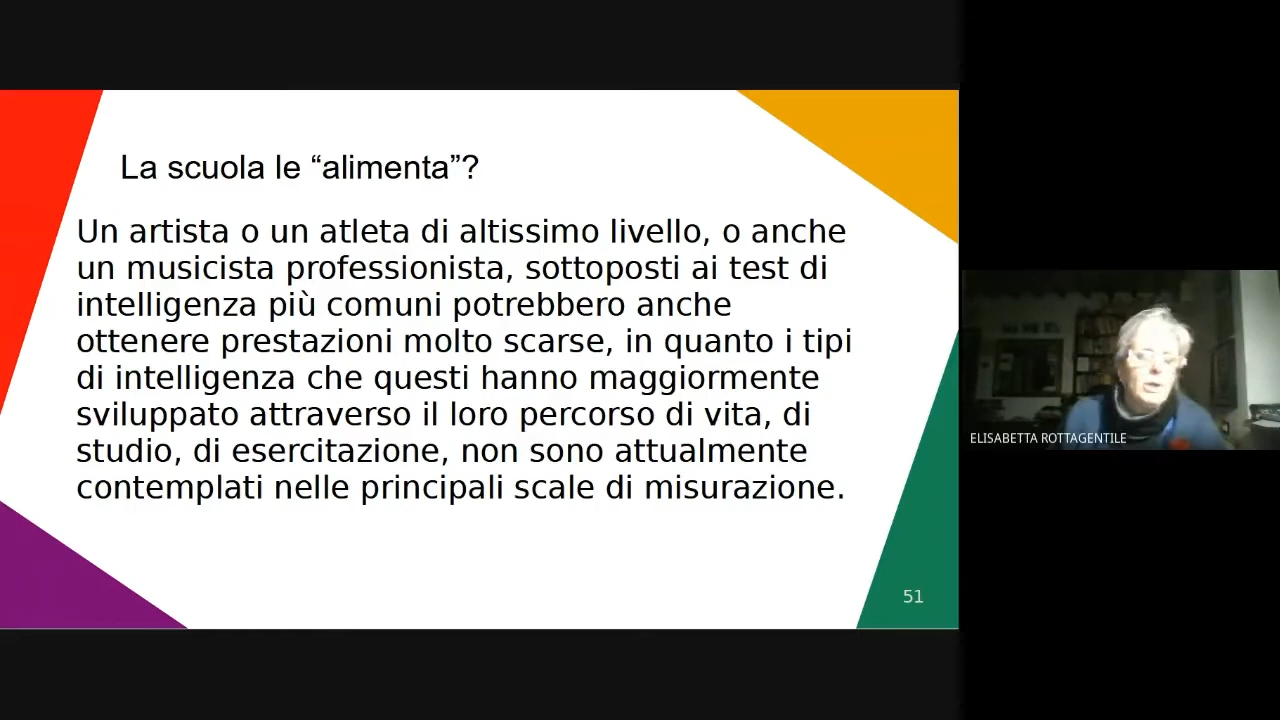 La scuola le “alimenta”?
Un artista o un atleta di altissimo livello, o anche
un musicista professionista, sottoposti ai test di
intelligenza più comuni potrebbero anche
ottenere prestazioni molto scarse, in quanto i tipi
di intelligenza che questi hanno maggiormente
sviluppato attraverso il loro percorso di vita, di
studio, di esercitazione, non sono attualmente
contemplati nelle principali scale di misurazione.
51
ELISABETTA ROTTAGENTILE